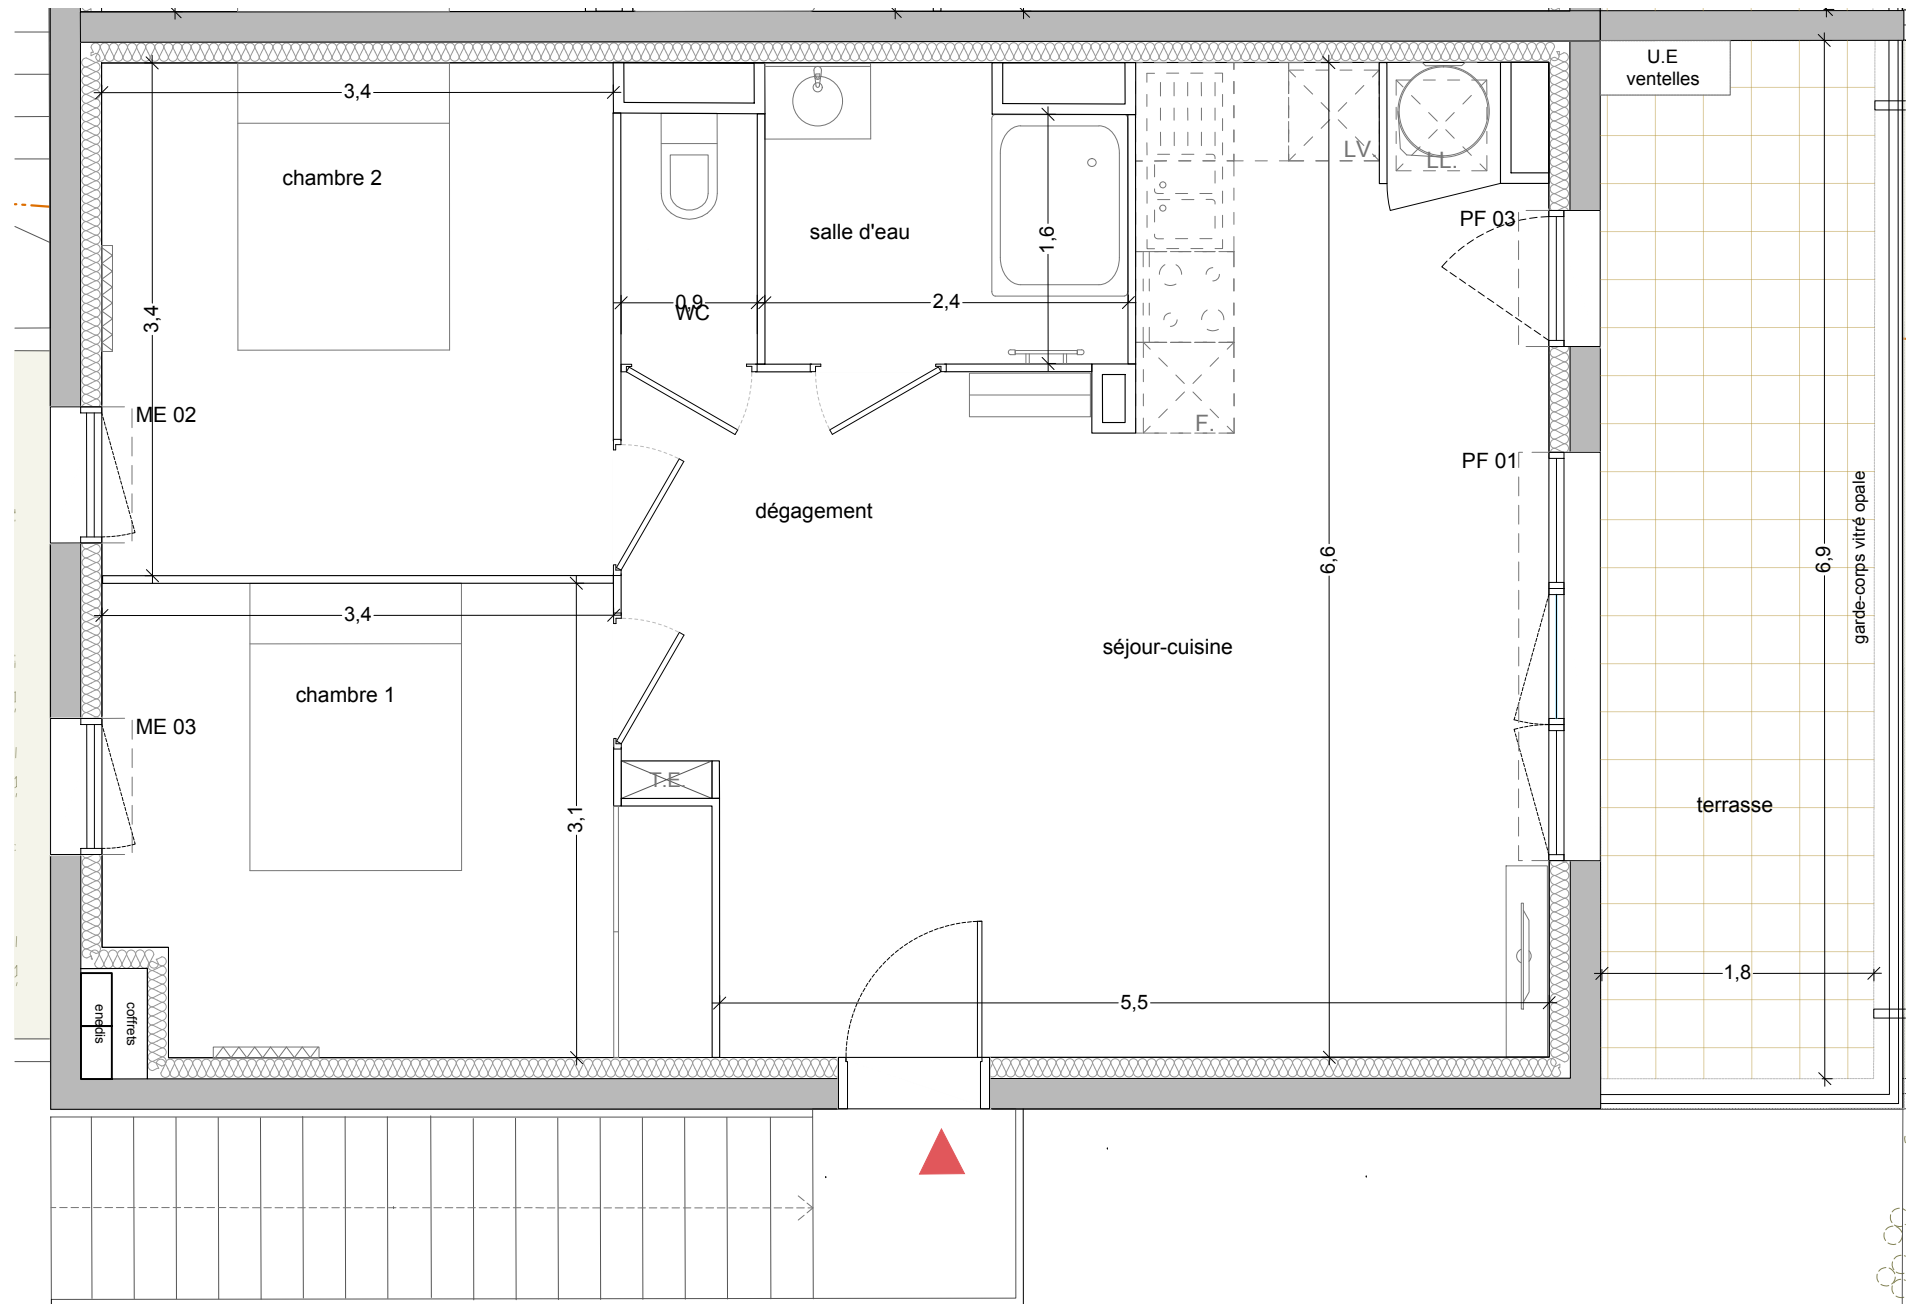 U.E
ventelles
3,4
chambre 2
LV.
LL.
salle d'eau
1,6
PF 03
3,4
0,9
WC
2,4
ME 02
F.
PF 01
dégagement
garde-corps vitré opale
6,6
6,9
3,4
séjour-cuisine
chambre 1
ME 03
T.E.
3,1
terrasse
1,8
5,5
coffrets
enedis